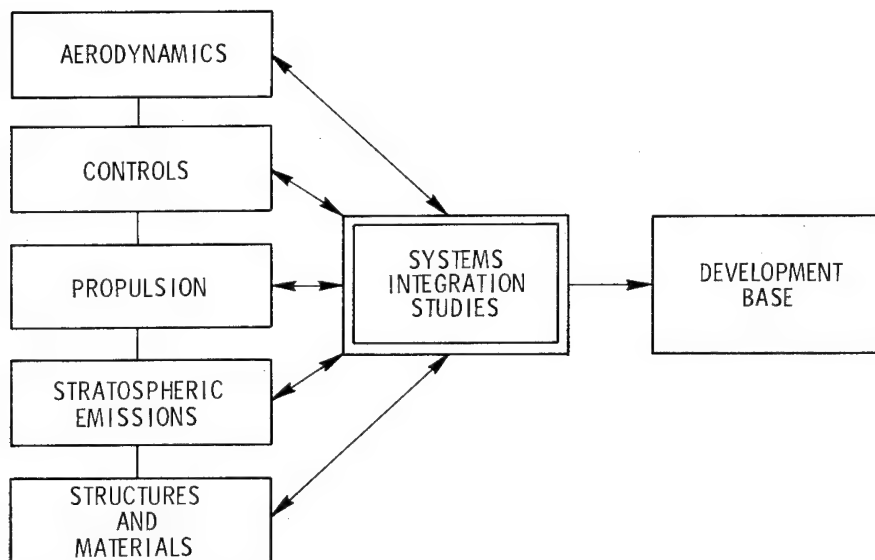 AERODYNAMICS
CONTROLS
PROPULSION
STRATOSPHERIC
EMISSIONS
STRUCTURES
AND
MATERIALS
SYSTEMS
INTEGRATION
STUDIES
DEVELOPMENT
BASE